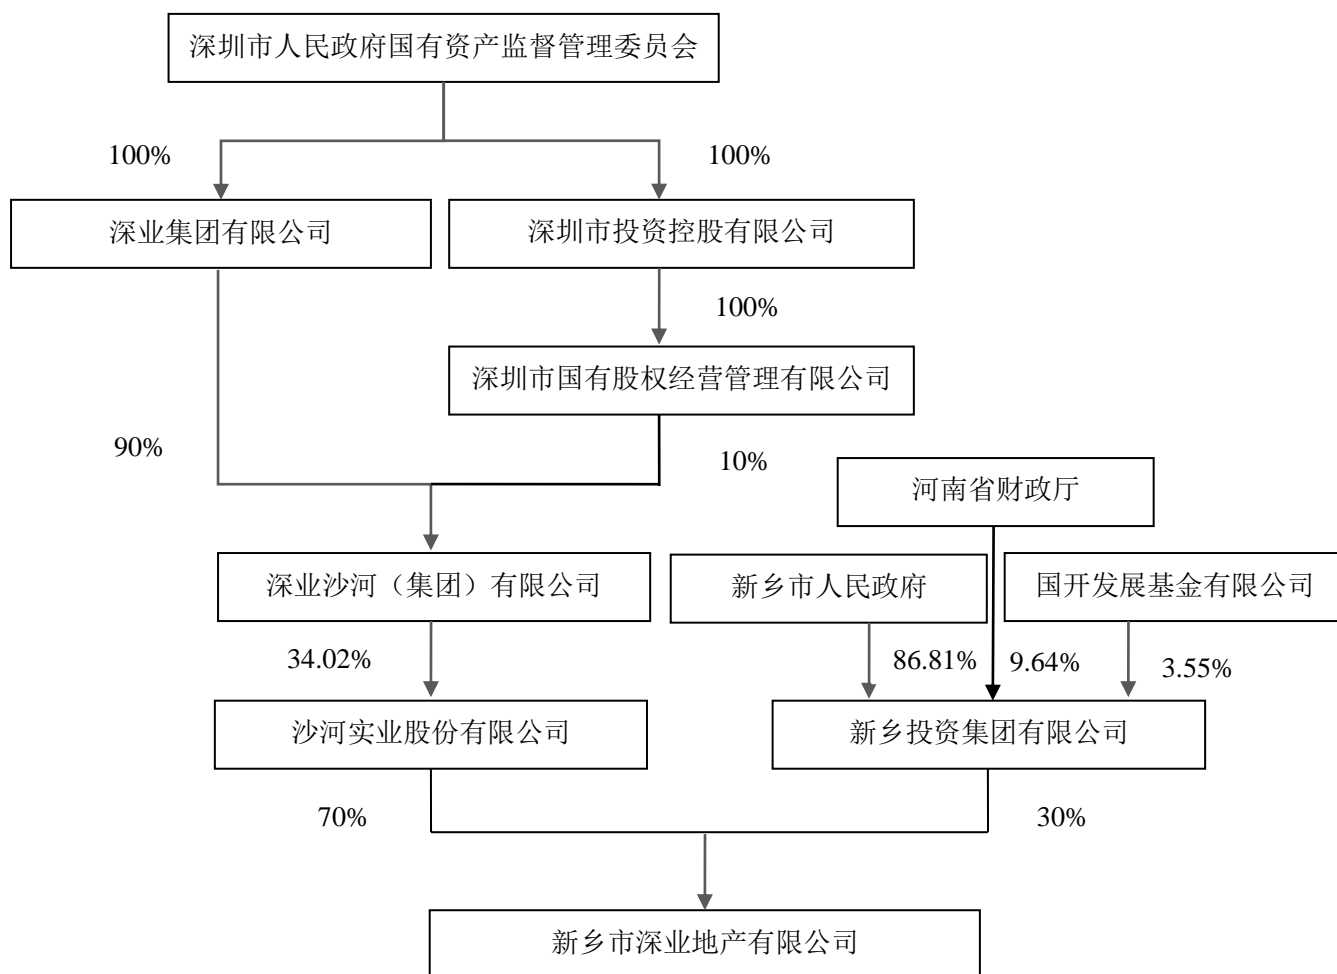 深圳市人民政府国有资产监督管理委员会
100%
100%
深业集团有限公司
深圳市投资控股有限公司
100%
深圳市国有股权经营管理有限公司
90%
10%
河南省财政厅
深业沙河（集团）有限公司
新乡市人民政府
国开发展基金有限公司
34.02%
86.81%
9.64%
3.55%
沙河实业股份有限公司
新乡投资集团有限公司
70%
30%
新乡市深业地产有限公司